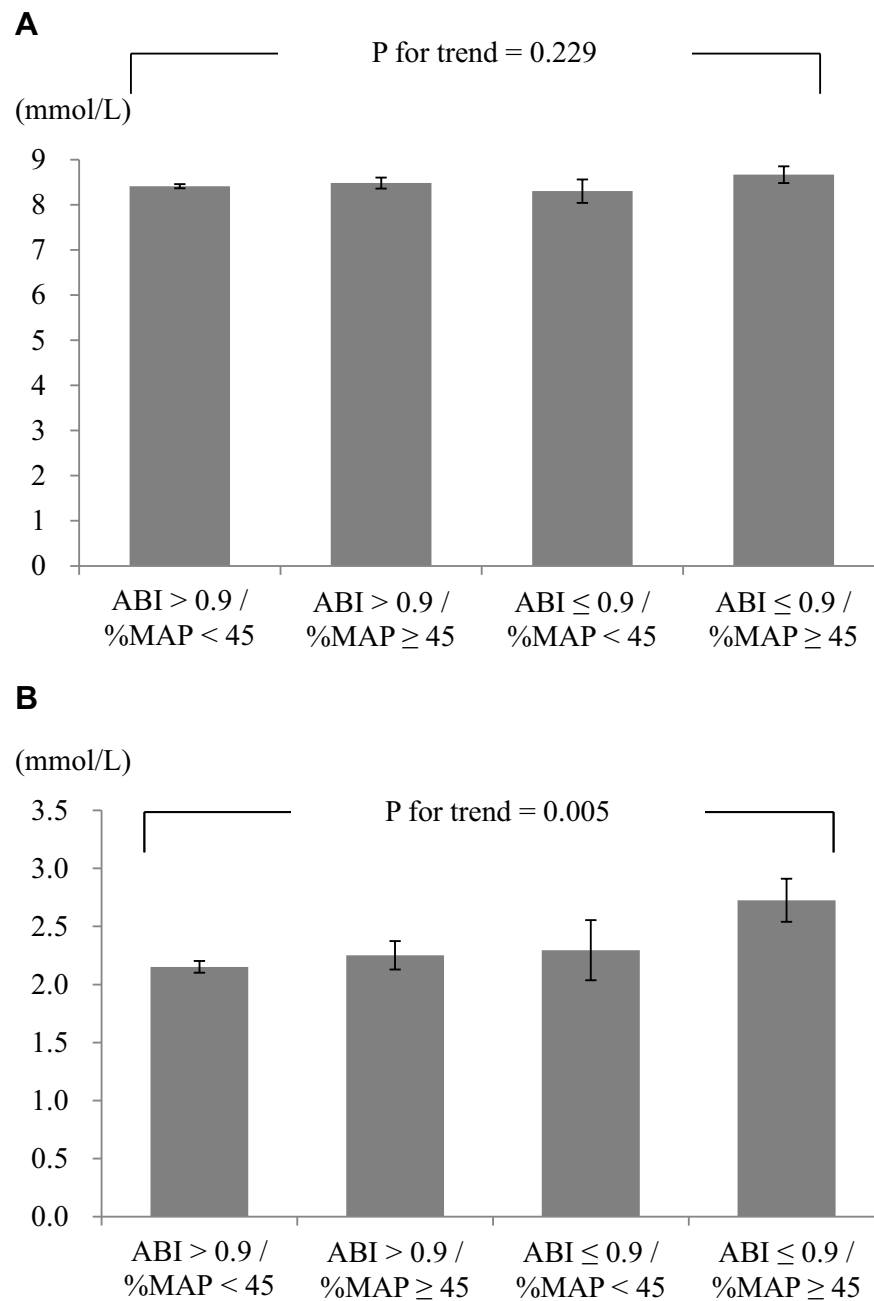 A
P for trend = 0.229
(mmol/L)
9
8
7
6
5
4
3
2
1
0
ABI > 0.9 / ABI > 0.9 / ABI ≤ 0.9 / ABI ≤ 0.9 /
%MAP < 45 %MAP ≥ 45 %MAP < 45 %MAP ≥ 45
B
(mmol/L)
P for trend = 0.005
3.5
3.0
2.5
2.0
1.5
1.0
0.5
0.0
ABI > 0.9 / ABI > 0.9 / ABI ≤ 0.9 / ABI ≤ 0.9 /
%MAP < 45 %MAP ≥ 45 %MAP < 45 %MAP ≥ 45